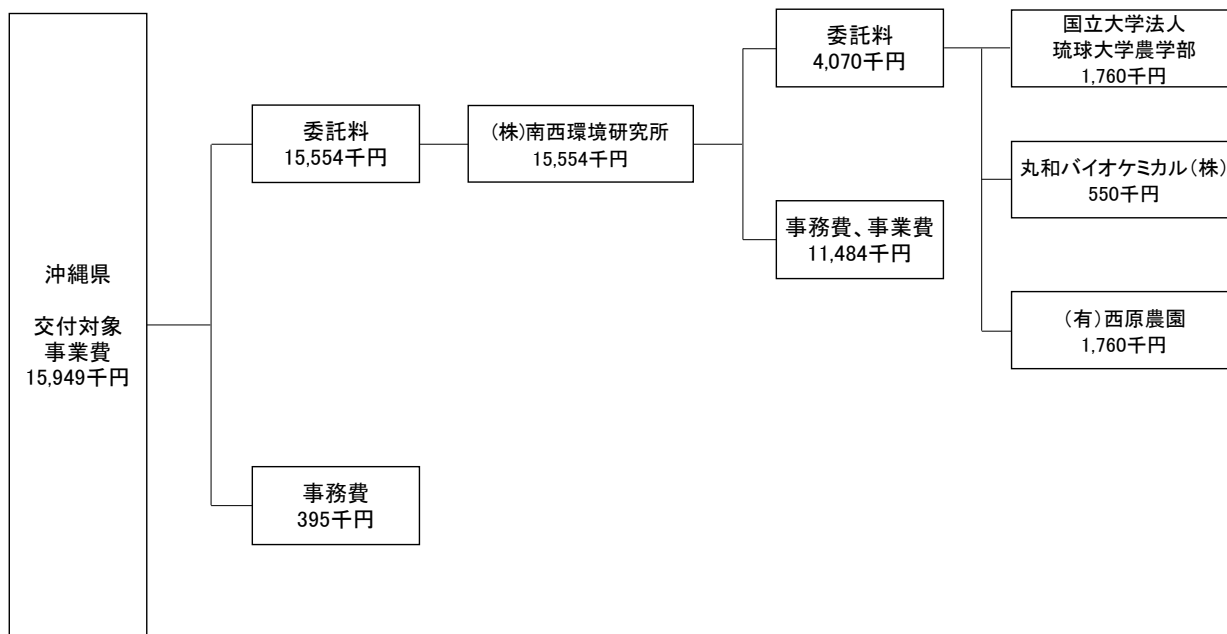 沖縄県
交付対象
事業費
15,949千円
委託料
15,554千円
事務費
395千円
(株)南西環境研究所
15,554千円
委託料
4,070千円
事務費、事業費
11,484千円
国立大学法人
琉球大学農学部
1,760千円
丸和バイオケミカル(株)
550千円
(有)西原農園
1,760千円